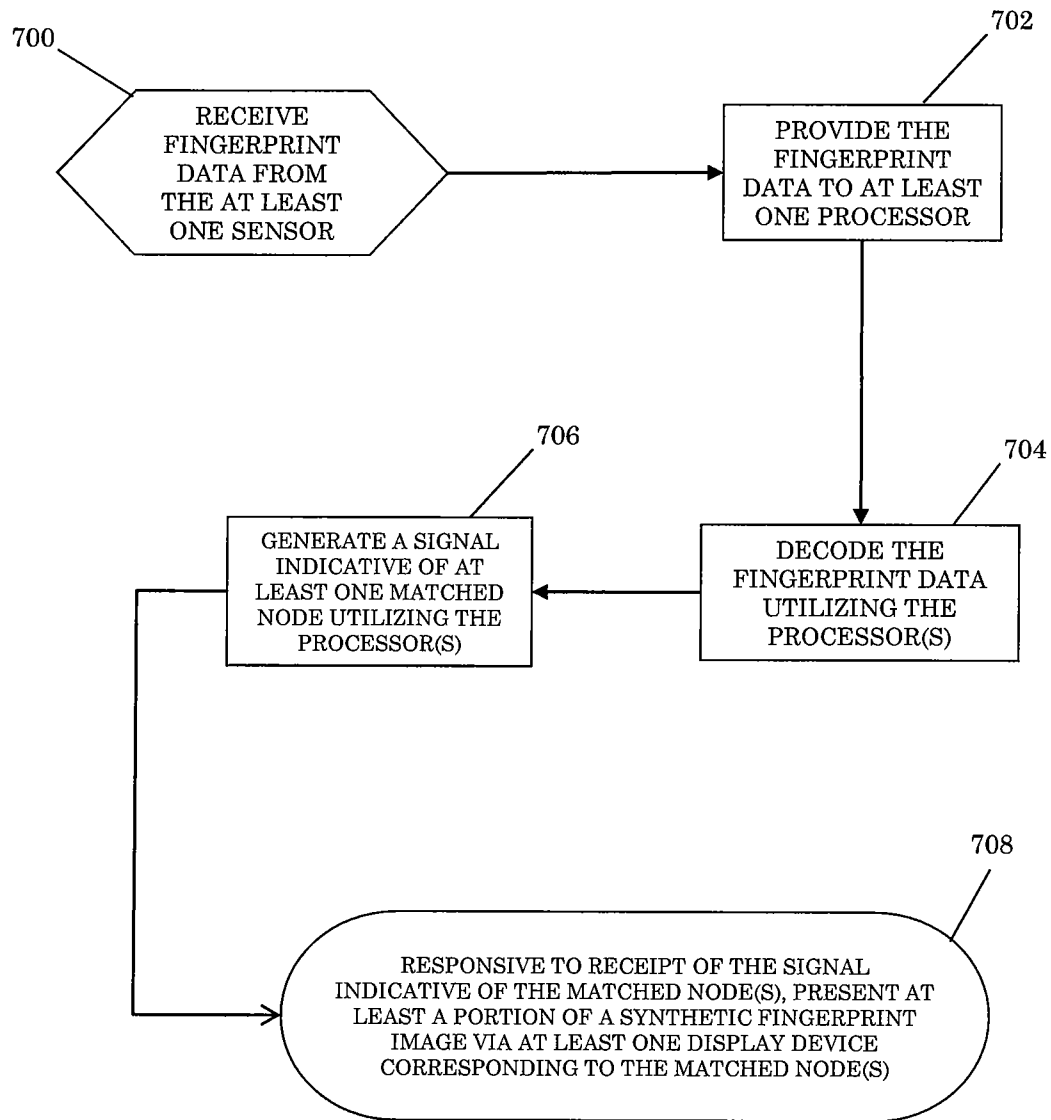 700
RECEIVE
FINGERPRINT
DATA FROM
THE AT LEAST
ONE SENSOR
702
PROVIDE THE
FINGERPRINT
DATA TO AT LEAST
ONE PROCESSOR
704
DECODE THE
FINGERPRINT DATA
UTILIZING THE
PROCESSOR(S)
706
GENERATE A SIGNAL
INDICATIVE OF AT
LEAST ONE MATCHED
NODE UTILIZING THE
PROCESSOR(S)
708
RESPONSIVE TO RECEIPT OF THE SIGNAL
INDICATIVE OF THE MATCHED NODE(S), PRESENT AT
LEAST A PORTION OF A SYNTHETIC FINGERPRINT
IMAGE VIA AT LEAST ONE DISPLAY DEVICE
CORRESPONDING TO THE MATCHED NODE(S)